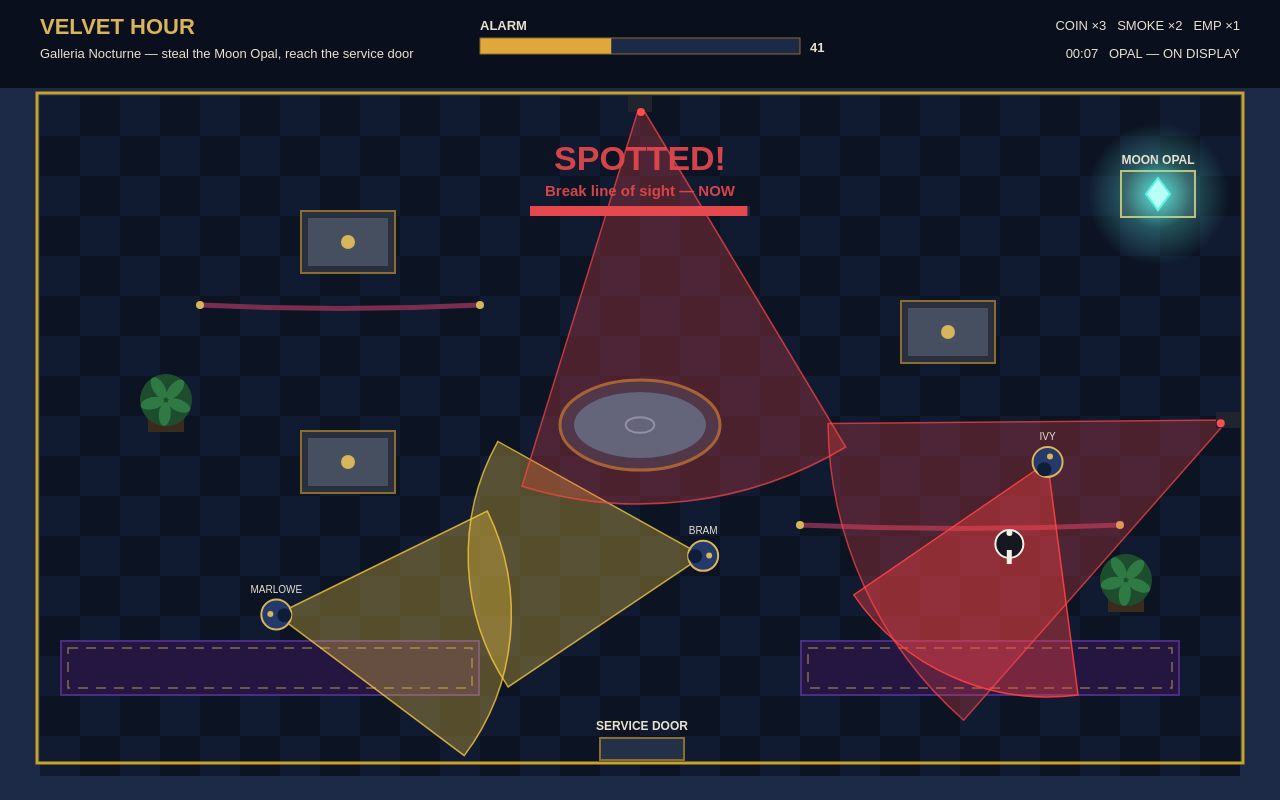 VELVET HOUR
Galleria Nocturne — steal the Moon Opal, reach the service door
ALARM
41
COIN ×3 SMOKE ×2 EMP ×1
00:07 OPAL — ON DISPLAY
SPOTTED!
Break line of sight — NOW
MOON OPAL
IVY
BRAM
MARLOWE
SERVICE DOOR